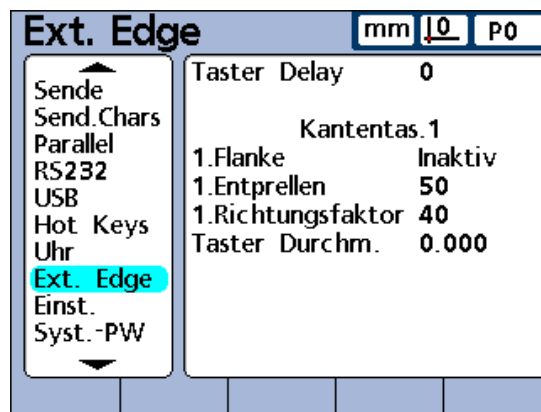 Ext. Edge
mm 0 P0
Sende
Send.Chars
Parallel
RS232
USB
Hot Keys
Uhr
Ext. Edge
Einst.
Syst.-PW
Taster Delay 0
Kantentas.1
1.Flanke Inaktiv
1.Entprellen 50
1.Richtungsfaktor 40
Taster Durchm. 0.000